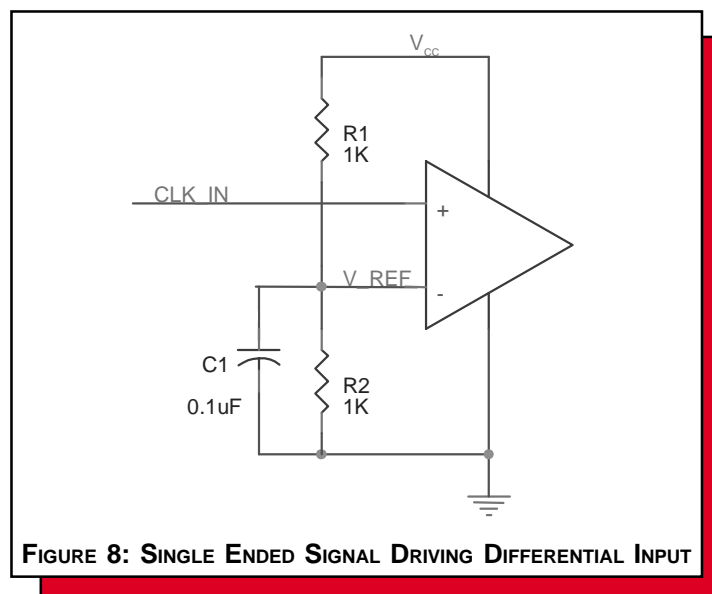 Vcc
R1
1K
CLK_IN
+
V_REF
-
C1
0.1uF
R2
1K
FIGURE 8: SINGLE ENDED SIGNAL DRIVING DIFFERENTIAL INPUT